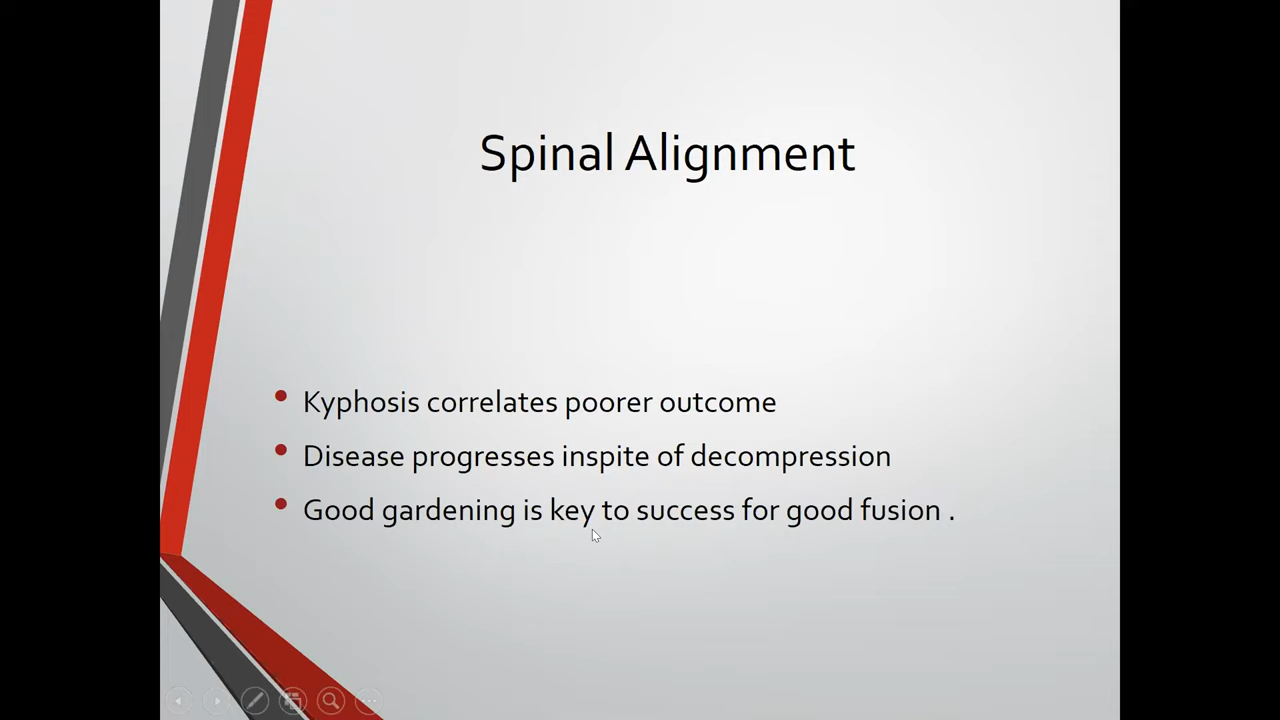 Spinal Alignment
• Kyphosis correlates poorer outcome
• Disease progresses inspite of decompression
• Good gardening is key to success for good fusion .